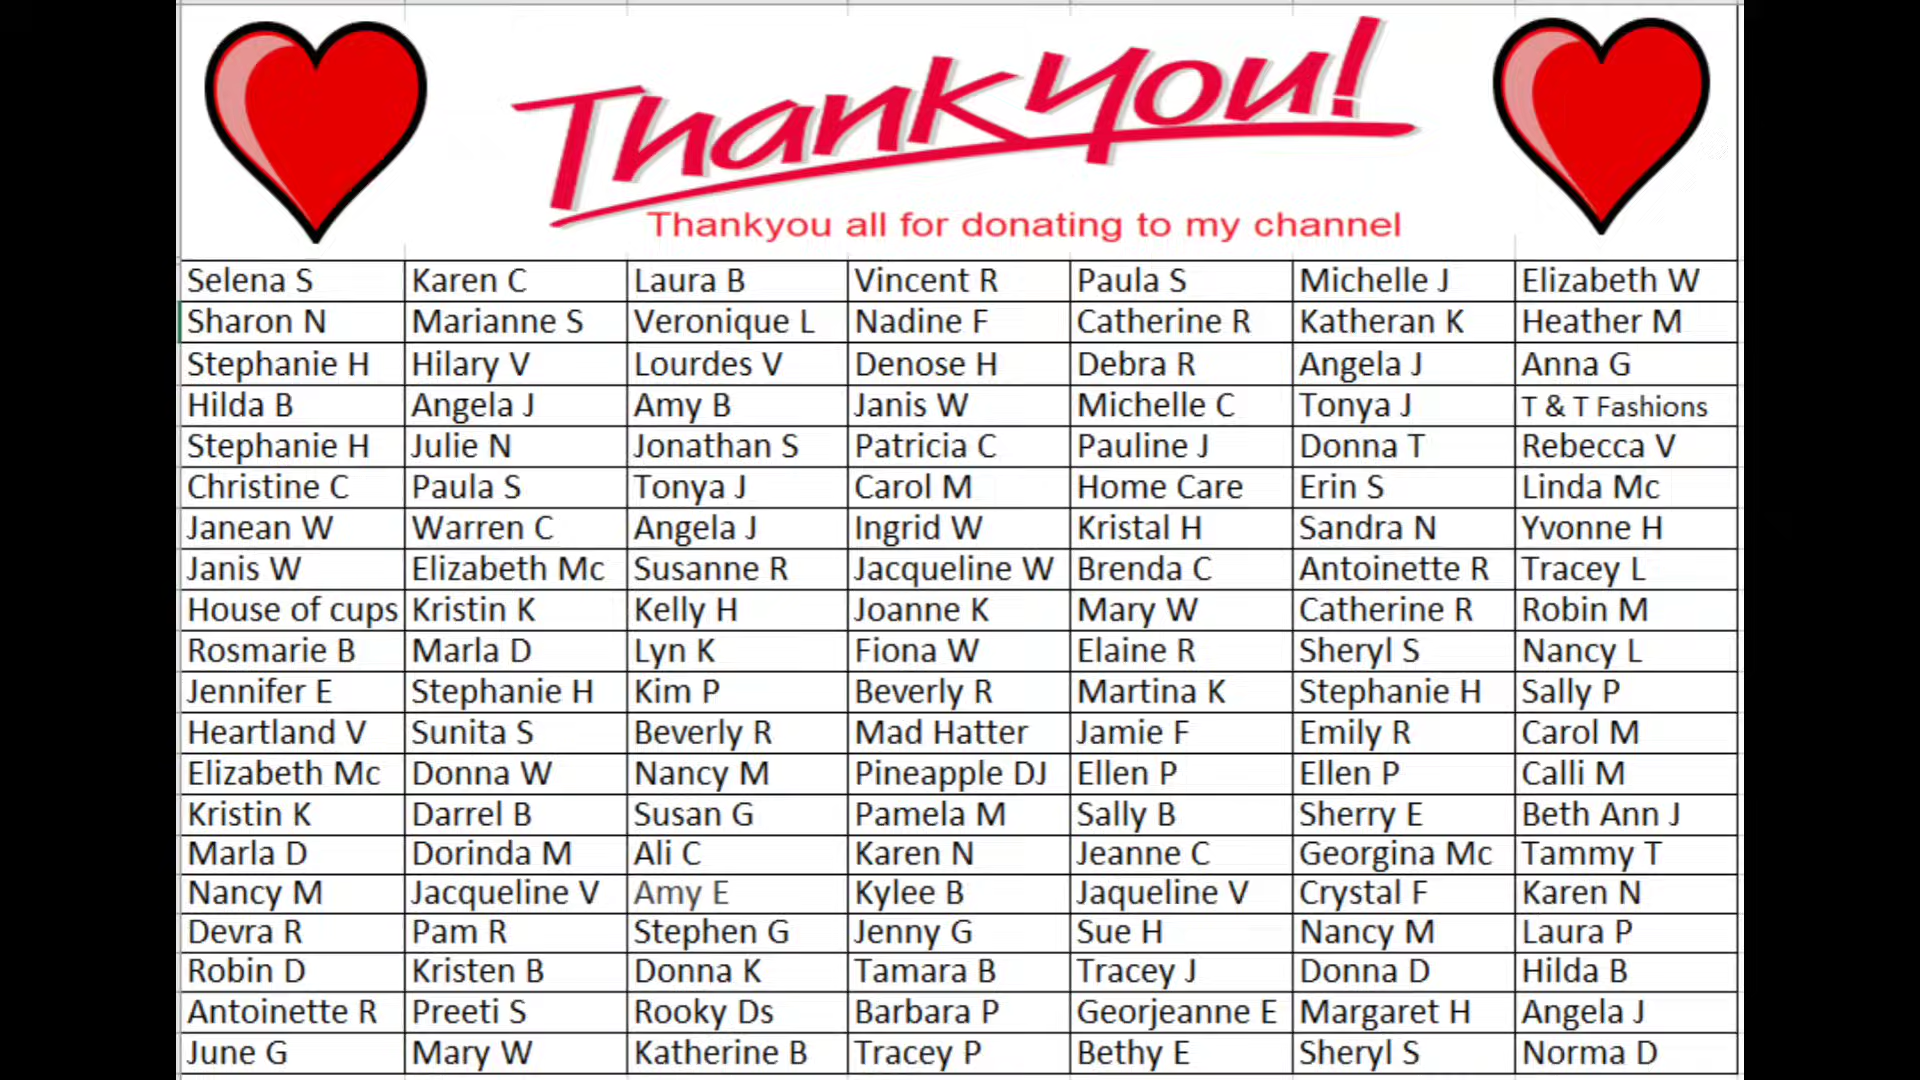 Thank You!
Thankyou all for donating to my channel
Selena S Karen C Laura B Vincent R Paula S Michelle J Elizabeth W
Sharon N Marianne S Veronique L Nadine F Catherine R Katheran K Heather M
Stephanie H Hilary V Lourdes V Denose H Debra R Angela J Anna G
Hilda B Angela J Amy B Janis W Michelle C Tonya J T & T Fashions
Stephanie H Julie N Jonathan S Patricia C Pauline J Donna T Rebecca V
Christine C Paula S Tonya J Carol M Home Care Erin S Linda Mc
Janean W Warren C Angela J Ingrid W Kristal H Sandra N Yvonne H
Janis W Elizabeth Mc Susanne R Jacqueline W Brenda C Antoinette R Tracey L
House of cups Kristin K Kelly H Joanne K Mary W Catherine R Robin M
Rosmarie B Marla D Lyn K Fiona W Elaine R Sheryl S Nancy L
Jennifer E Stephanie H Kim P Beverly R Martina K Stephanie H Sally P
Heartland V Sunita S Beverly R Mad Hatter Jamie F Emily R Carol M
Elizabeth Mc Donna W Nancy M Pineapple DJ Ellen P Ellen P Calli M
Kristin K Darrel B Susan G Pamela M Sally B Sherry E Beth Ann J
Marla D Dorinda M Ali C Karen N Jeanne C Georgina Mc Tammy T
Nancy M Jacqueline V Amy E Kylee B Jaqueline V Crystal F Karen N
Devra R Pam R Stephen G Jenny G Sue H Nancy M Laura P
Robin D Kristen B Donna K Tamara B Tracey J Donna D Hilda B
Antoinette R Preeti S Rooky Ds Barbara P Georjeanne E Margaret H Angela J
June G Mary W Katherine B Tracey P Bethy E Sheryl S Norma D